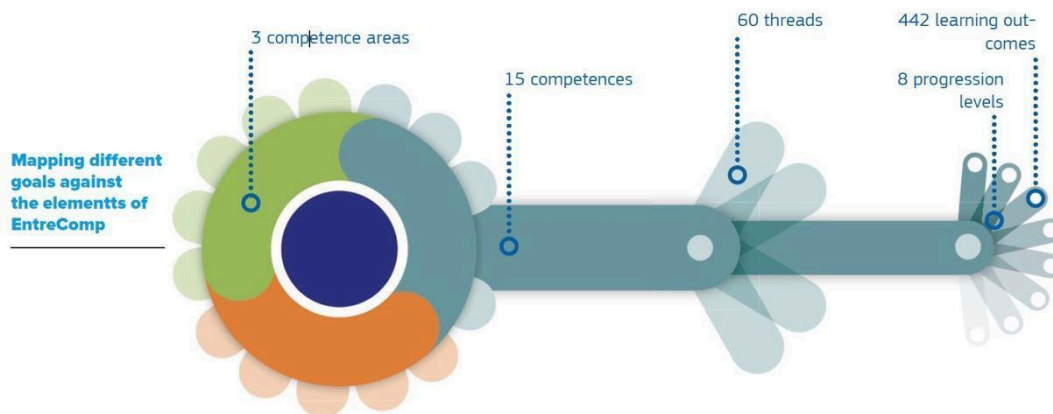 3 competence areas
15 competences
60 threads
442 learning out-
comes
8 progression
levels
Mapping different
goals against
the elementts of
EntreComp